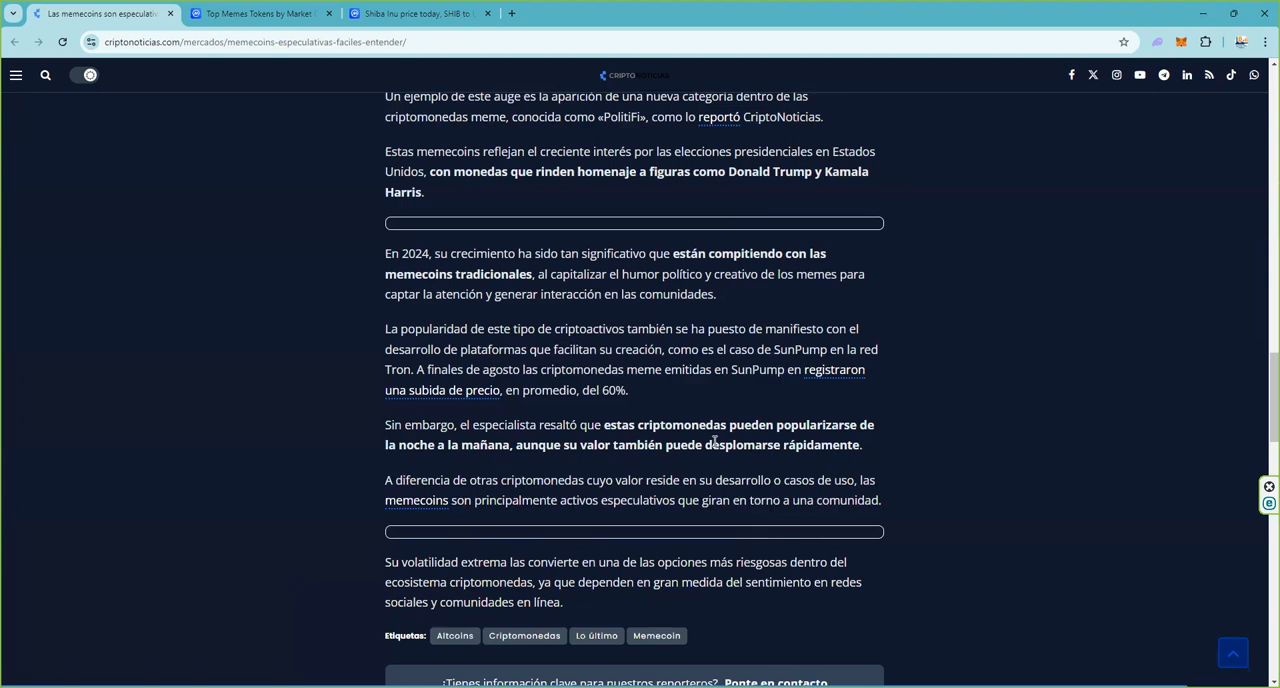 Las memecoins son especulativ
Top Memes Tokens by Market
Shiba Inu price today, SHIB to
criptonoticias.com/mercados/memecoins-especulativas-faciles-entender/
CRIPTONOTICIAS
Un ejemplo de este auge es la aparición de una nueva categoría dentro de las
criptomonedas meme, conocida como «PolitiFi», como lo reportó CriptoNoticias.
Estas memecoins reflejan el creciente interés por las elecciones presidenciales en Estados
Unidos, con monedas que rinden homenaje a figuras como Donald Trump y Kamala
Harris.
En 2024, su crecimiento ha sido tan significativo que están compitiendo con las
memecoins tradicionales, al capitalizar el humor político y creativo de los memes para
captar la atención y generar interacción en las comunidades.
La popularidad de este tipo de criptoactivos también se ha puesto de manifiesto con el
desarrollo de plataformas que facilitan su creación, como es el caso de SunPump en la red
Tron. A finales de agosto las criptomonedas meme emitidas en SunPump en registraron
una subida de precio, en promedio, del 60%.
Sin embargo, el especialista resaltó que estas criptomonedas pueden popularizarse de
la noche a la mañana, aunque su valor también puede desplomarse rápidamente.
A diferencia de otras criptomonedas cuyo valor reside en su desarrollo o casos de uso, las
memecoins son principalmente activos especulativos que giran en torno a una comunidad.
Su volatilidad extrema las convierte en una de las opciones más riesgosas dentro del
ecosistema criptomonedas, ya que dependen en gran medida del sentimiento en redes
sociales y comunidades en línea.
Etiquetas: Altcoins Criptomonedas Lo último Memecoin
¿Tienes información clave para nuestros reporteros? Ponte en contacto